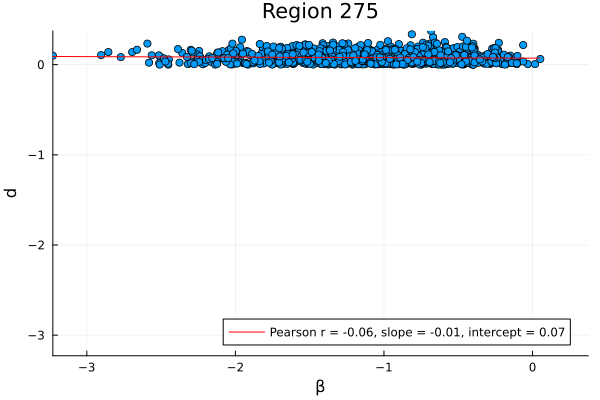 Region 275
0
−1
−2
−3
d
−3
−2
−1
0
β
Pearson r = -0.06, slope = -0.01, intercept = 0.07